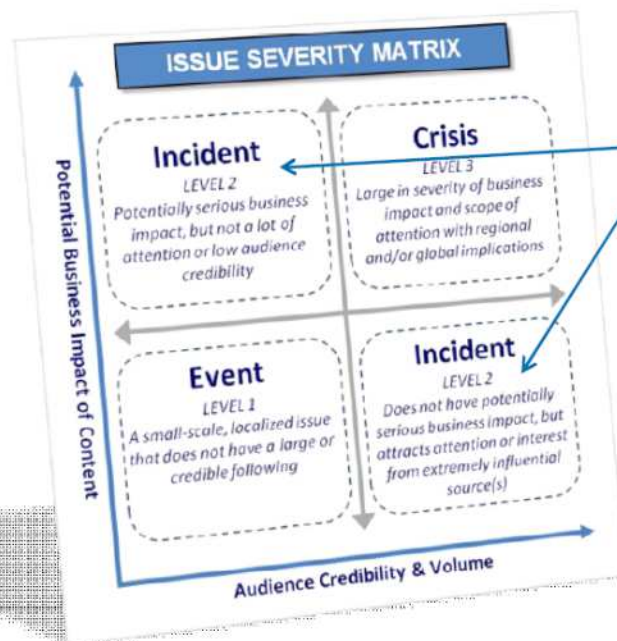 ISSUE SEVERITY MATRIX
Potential Business Impact of Content
Incident
LEVEL 2
Potentially serious business
impact, but not a lot of
attention or low audience
credibility
Crisis
LEVEL 3
Large in severity of business
impact and scope of
attention with regional
and/or global implications
Event
LEVEL 1
A small-scale, localized issue
that does not have a large or
credible following
Incident
LEVEL 2
Does not have potentially
serious business impact, but
attracts attention or interest
from extremely influential
source(s)
Audience Credibility & Volume